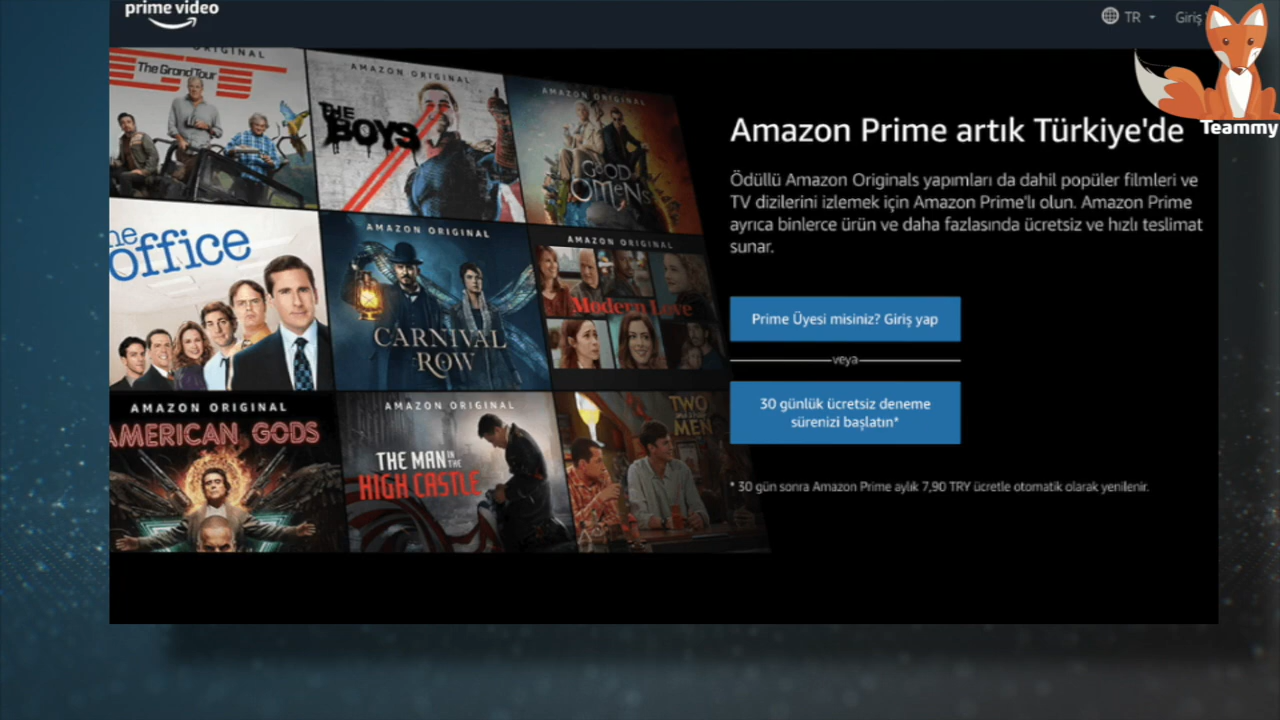 prime video
TR
Giriş
Teammy
ORIGINAL
The Grand Tour
GT
AMAZON ORIGINAL
THE
BOYS
AMAZON ORIGINAL
GOOD
OMENS
Amazon Prime artık Türkiye'de
Ödüllü Amazon Originals yapımları da dahil popüler filmleri ve
TV dizilerini izlemek için Amazon Prime'lı olun. Amazon Prime
ayrıca binlerce ürün ve daha fazlasında ücretsiz ve hızlı teslimat
sunar.
he
office
AMAZON ORIGINAL
CARNIVAL
ROW
AMAZON ORIGINAL
Modern Love
Prime Üyesi misiniz? Giriş yap
veya
30 günlük ücretsiz deneme
sürenizi başlatın*
AMAZON ORIGINAL
AMERICAN GODS
AMAZON ORIGINAL
THE MAN IN THE
HIGH CASTLE
TWO
MEN
* 30 gün sonra Amazon Prime aylık 7,90 TRY ücretle otomatik olarak yenilenir.